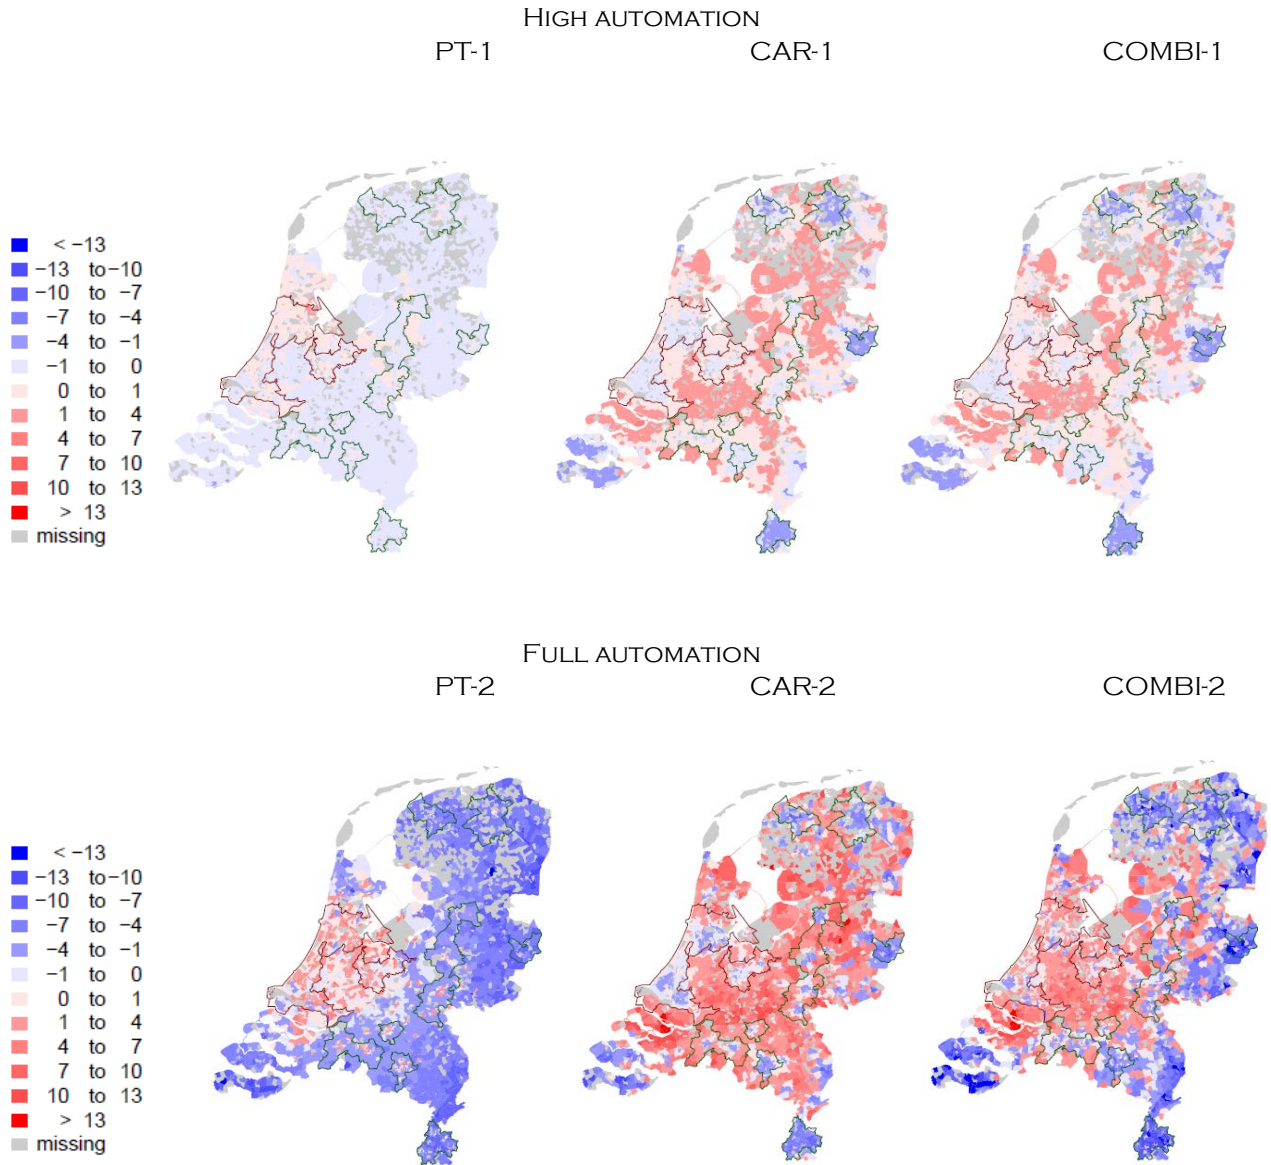 HIGH AUTOMATION
PT-1 CAR-1 COMBI-1
< −13
−13 to −10
−10 to −7
−7 to −4
−4 to −1
−1 to 0
0 to 1
1 to 4
4 to 7
7 to 10
10 to 13
> 13
missing
FULL AUTOMATION
PT-2 CAR-2 COMBI-2
< −13
−13 to −10
−10 to −7
−7 to −4
−4 to −1
−1 to 0
0 to 1
1 to 4
4 to 7
7 to 10
10 to 13
> 13
missing